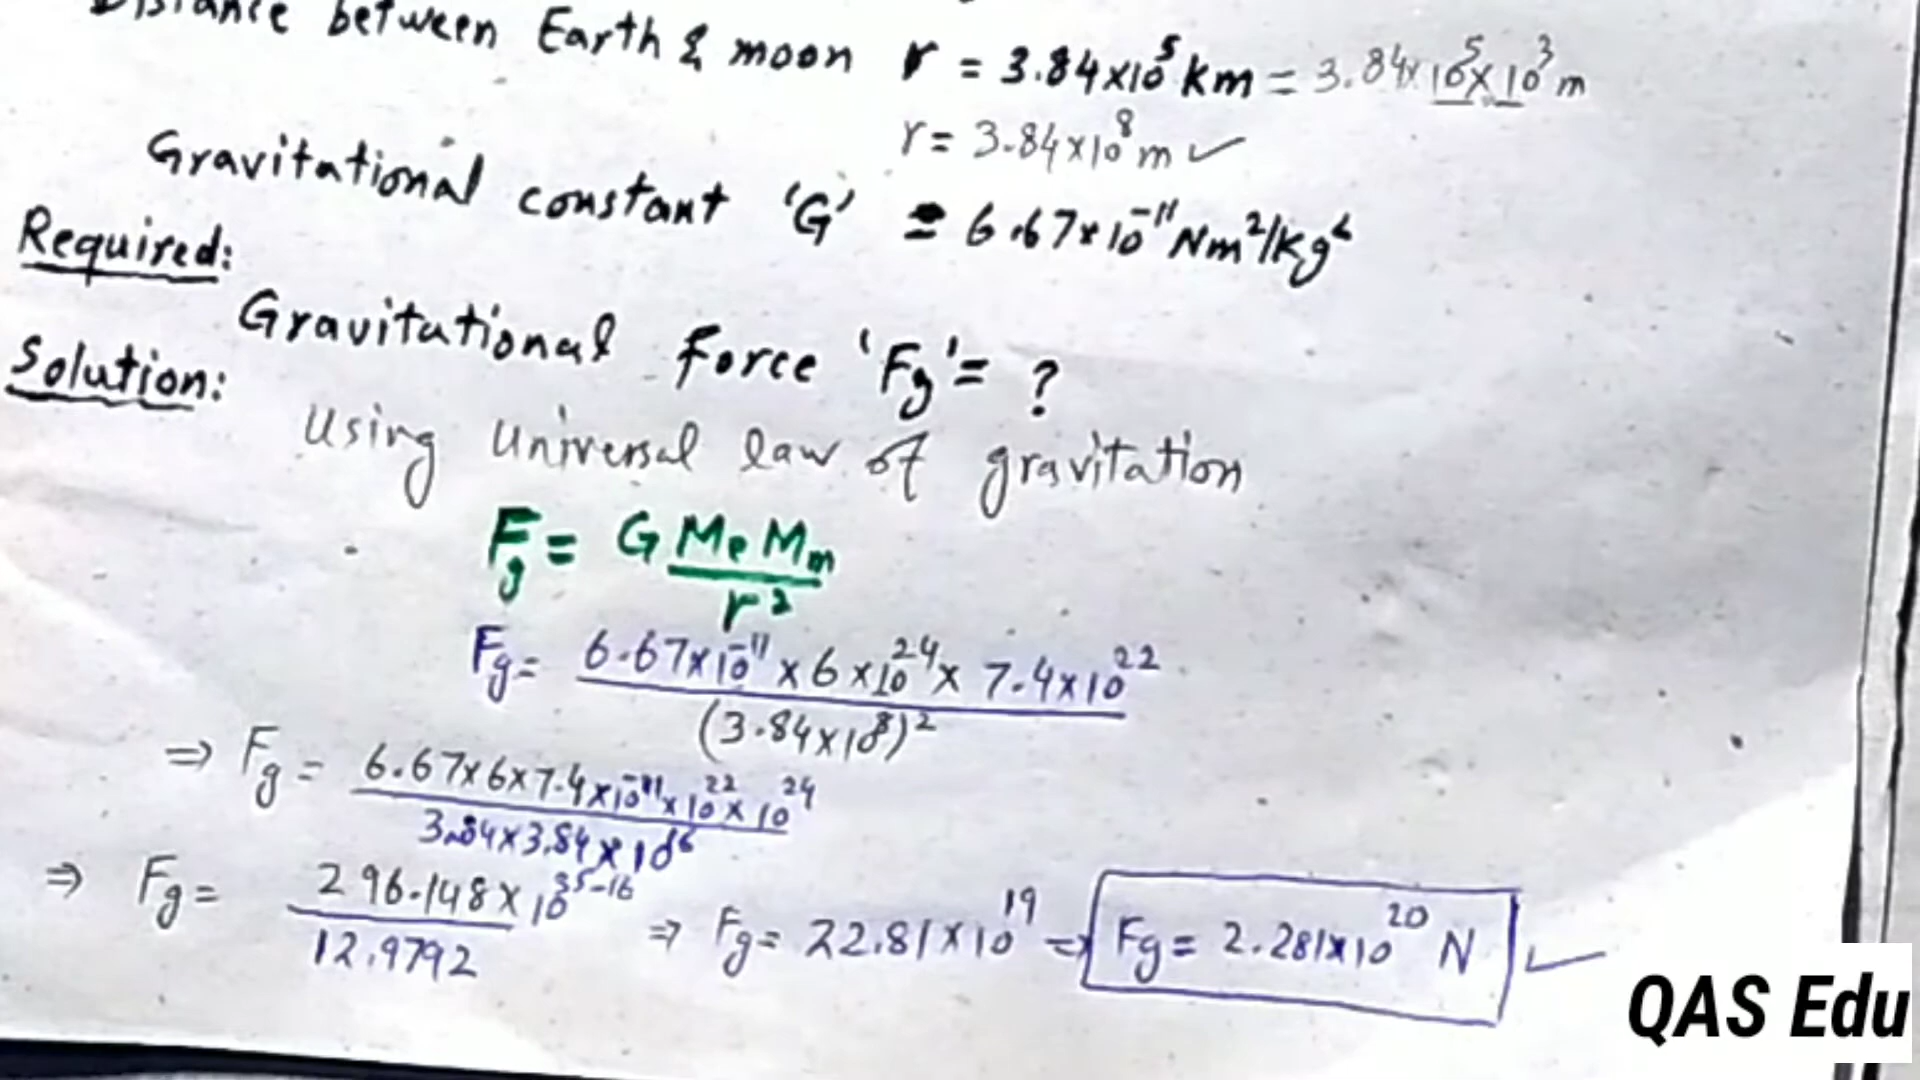 Distance between Earth & moon r = 3.84×10⁵ km = 3.84×10⁵×10³ m
r = 3.84×10⁸ m ✓
Gravitational constant 'G' = 6.67×10⁻¹¹ Nm²/kg²
Required:
Gravitational Force 'Fg' = ?
Solution:
Using Universal law of gravitation
Fg = G Me Mm / r²
Fg = 6.67×10⁻¹¹ × 6×10²⁴ × 7.4×10²² / (3.84×10⁸)²
⇒ Fg = 6.67×6×7.4×10⁻¹¹×10²²×10²⁴ / 3.84×3.84×10¹⁶
⇒ Fg = 296.148×10³⁵⁻¹⁶ / 12.9792 ⇒ Fg = 22.81×10¹⁹ ⇒ Fg = 2.281×10²⁰ N ✓
QAS Edu